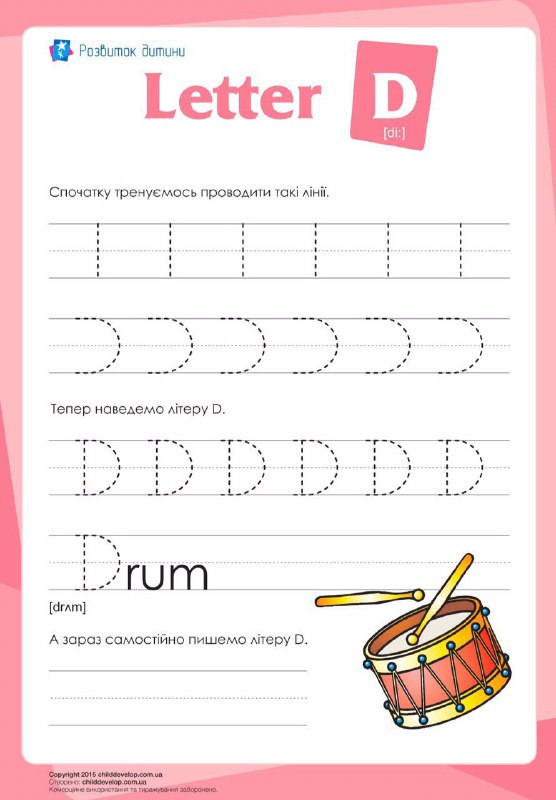 Розвиток дитини
Letter D
[di:]
Спочатку тренуємось проводити такі лінії.
Тепер наведемо літеру D.
D D D D D D
Drum
[drʌm]
А зараз самостійно пишемо літеру D.
Copyright 2015 childdevelop.com.ua
Створено: childdevelop.com.ua
Комерційне використання та тиражування заборонено.